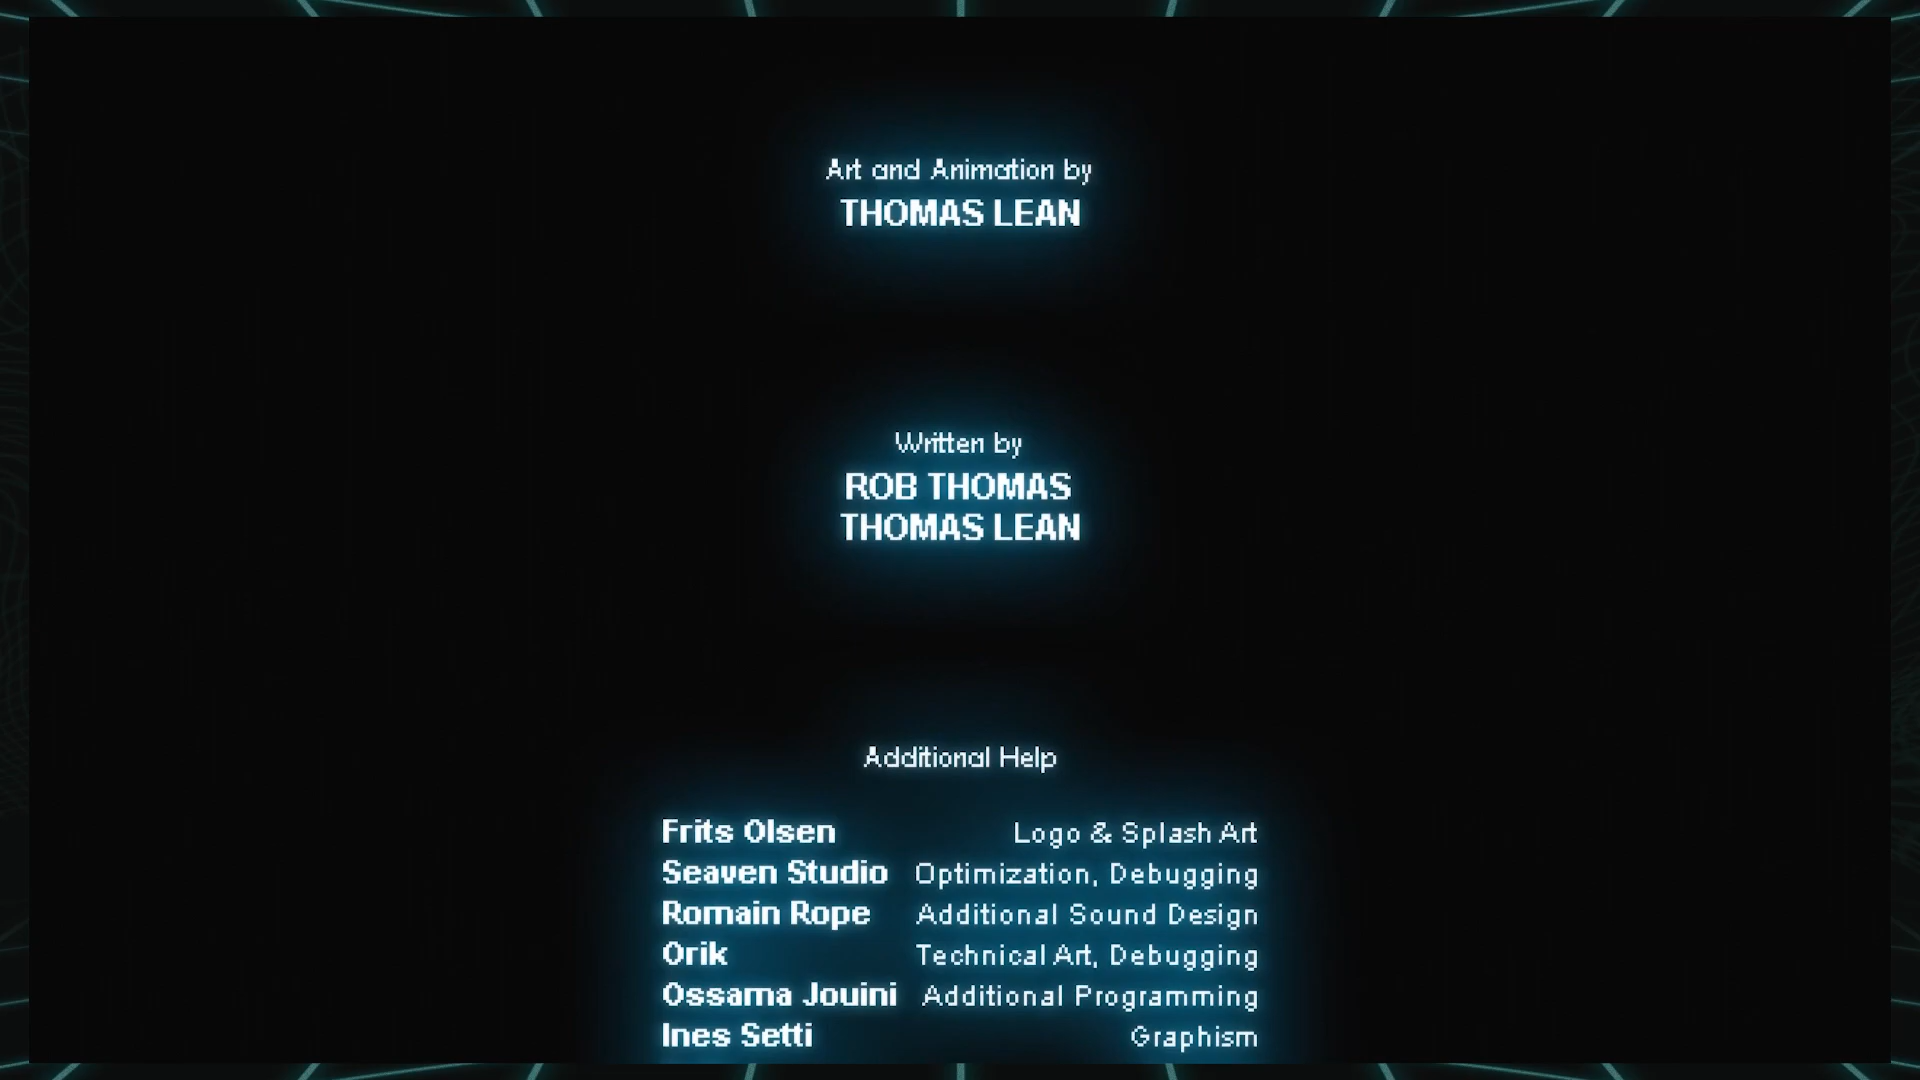 Art and Animation by
THOMAS LEAN
Written by
ROB THOMAS
THOMAS LEAN
Additional Help
Frits Olsen Logo & Splash Art
Seaven Studio Optimization, Debugging
Romain Rope Additional Sound Design
Orik Technical Art, Debugging
Ossama Jouini Additional Programming
Ines Setti Graphism